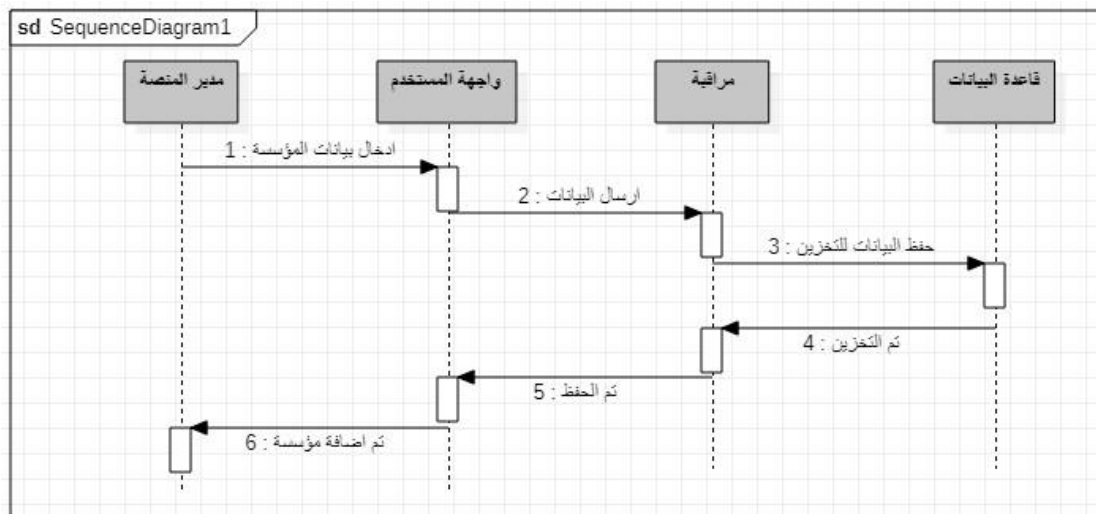 sd SequenceDiagram1
مدير المنصة
واجهة المستخدم
مراقبة
قاعدة البيانات
1 : ادخال بيانات المؤسسة
2 : ارسال البيانات
3 : حفظ البيانات للتخزين
4 : تم التخزين
5 : تم الحفظ
6 : تم اضافة مؤسسة